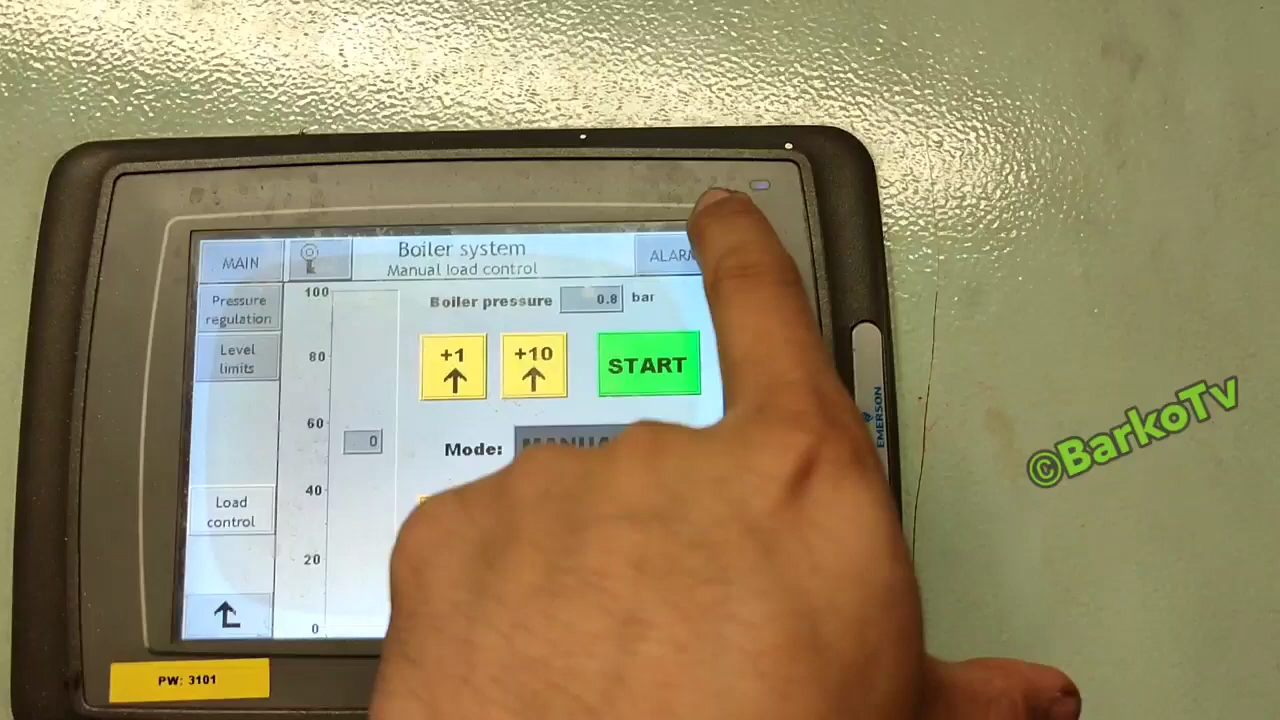 MAIN
Boiler system
Manual load control
ALARM
Pressure
regulation
100
Boiler pressure 0.8 bar
Level
limits
80
+1
+10
START
60
0
Mode:
40
Load
control
20
0
PW: 3101
EMERSON
©BarkoTv